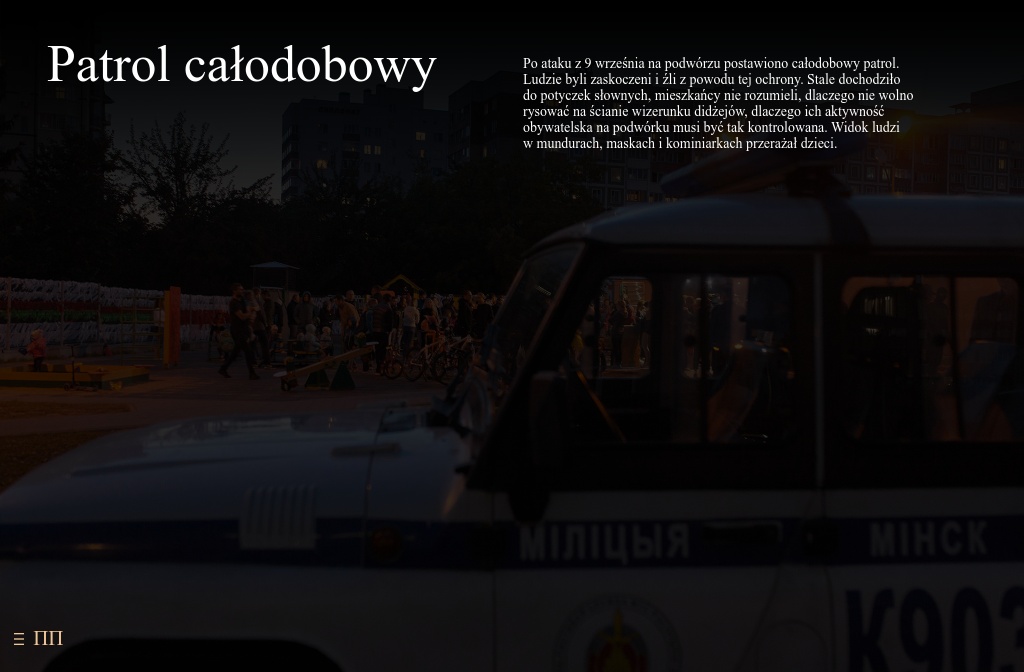 Patrol całodobowy
Po ataku z 9 września na podwórzu postawiono całodobowy patrol.
Ludzie byli zaskoczeni i źli z powodu tej ochrony. Stale dochodziło
do potyczek słownych, mieszkańcy nie rozumieli, dlaczego nie wolno
rysować na ścianie wizerunku didżejów, dlaczego ich aktywność
obywatelska na podwórku musi być tak kontrolowana. Widok ludzi
w mundurach, maskach i kominiarkach przerażał dzieci.
МІЛІЦЫЯ
МІНСК
К903
ПП